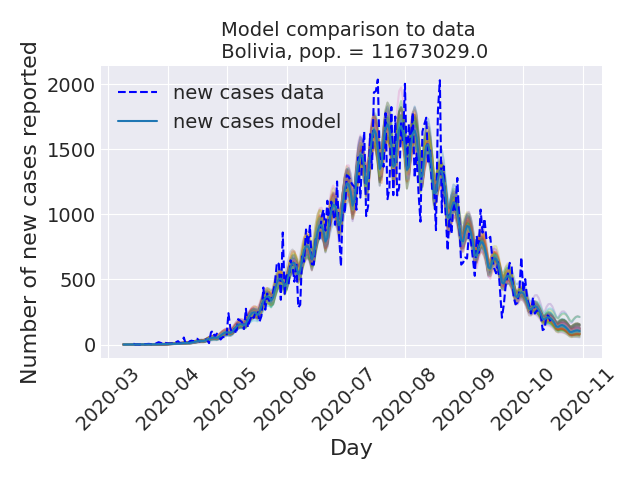 Model comparison to data
Bolivia, pop. = 11673029.0
Number of new cases reported
2000
1500
1000
500
0
new cases data
new cases model
2020-03
2020-04
2020-05
2020-06
2020-07
2020-08
2020-09
2020-10
2020-11
Day